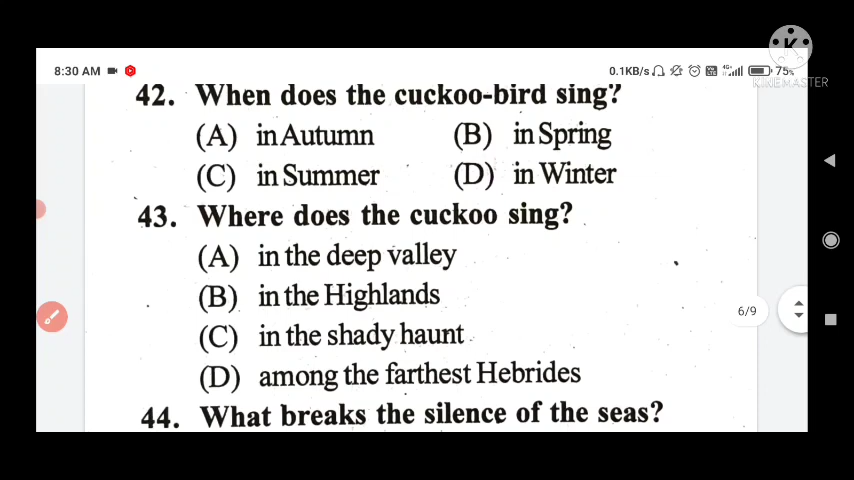 8:30 AM 0.1KB/s 4G 75%
KINEMASTER
42. When does the cuckoo-bird sing?
(A) in Autumn (B) in Spring
(C) in Summer (D) in Winter
43. Where does the cuckoo sing?
(A) in the deep valley
(B) in the Highlands
6/9
(C) in the shady haunt
(D) among the farthest Hebrides
44. What breaks the silence of the seas?